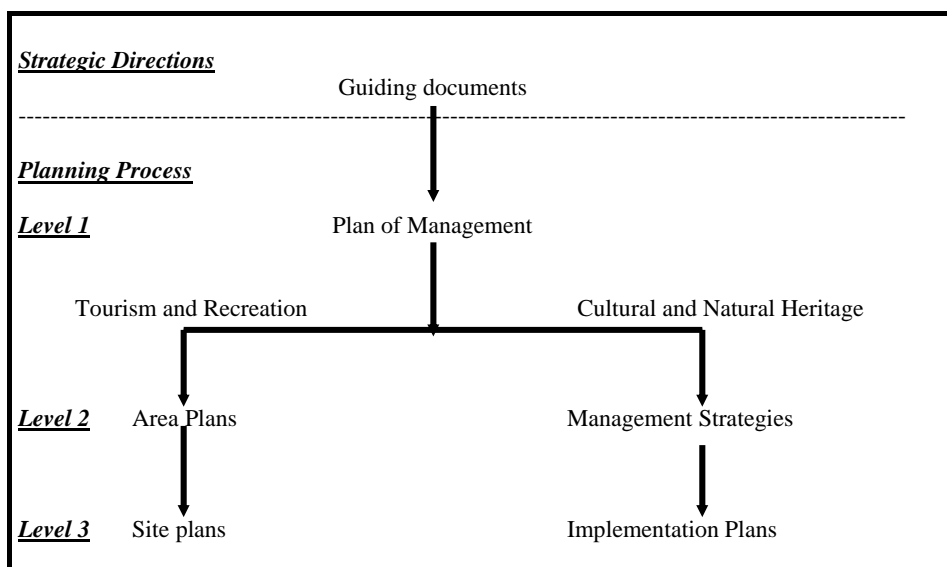 Strategic Directions
Guiding documents
--------------------------------------------------------------------------------------------------------------
Planning Process
Level 1 Plan of Management
Tourism and Recreation Cultural and Natural Heritage
Level 2 Area Plans Management Strategies
Level 3 Site plans Implementation Plans